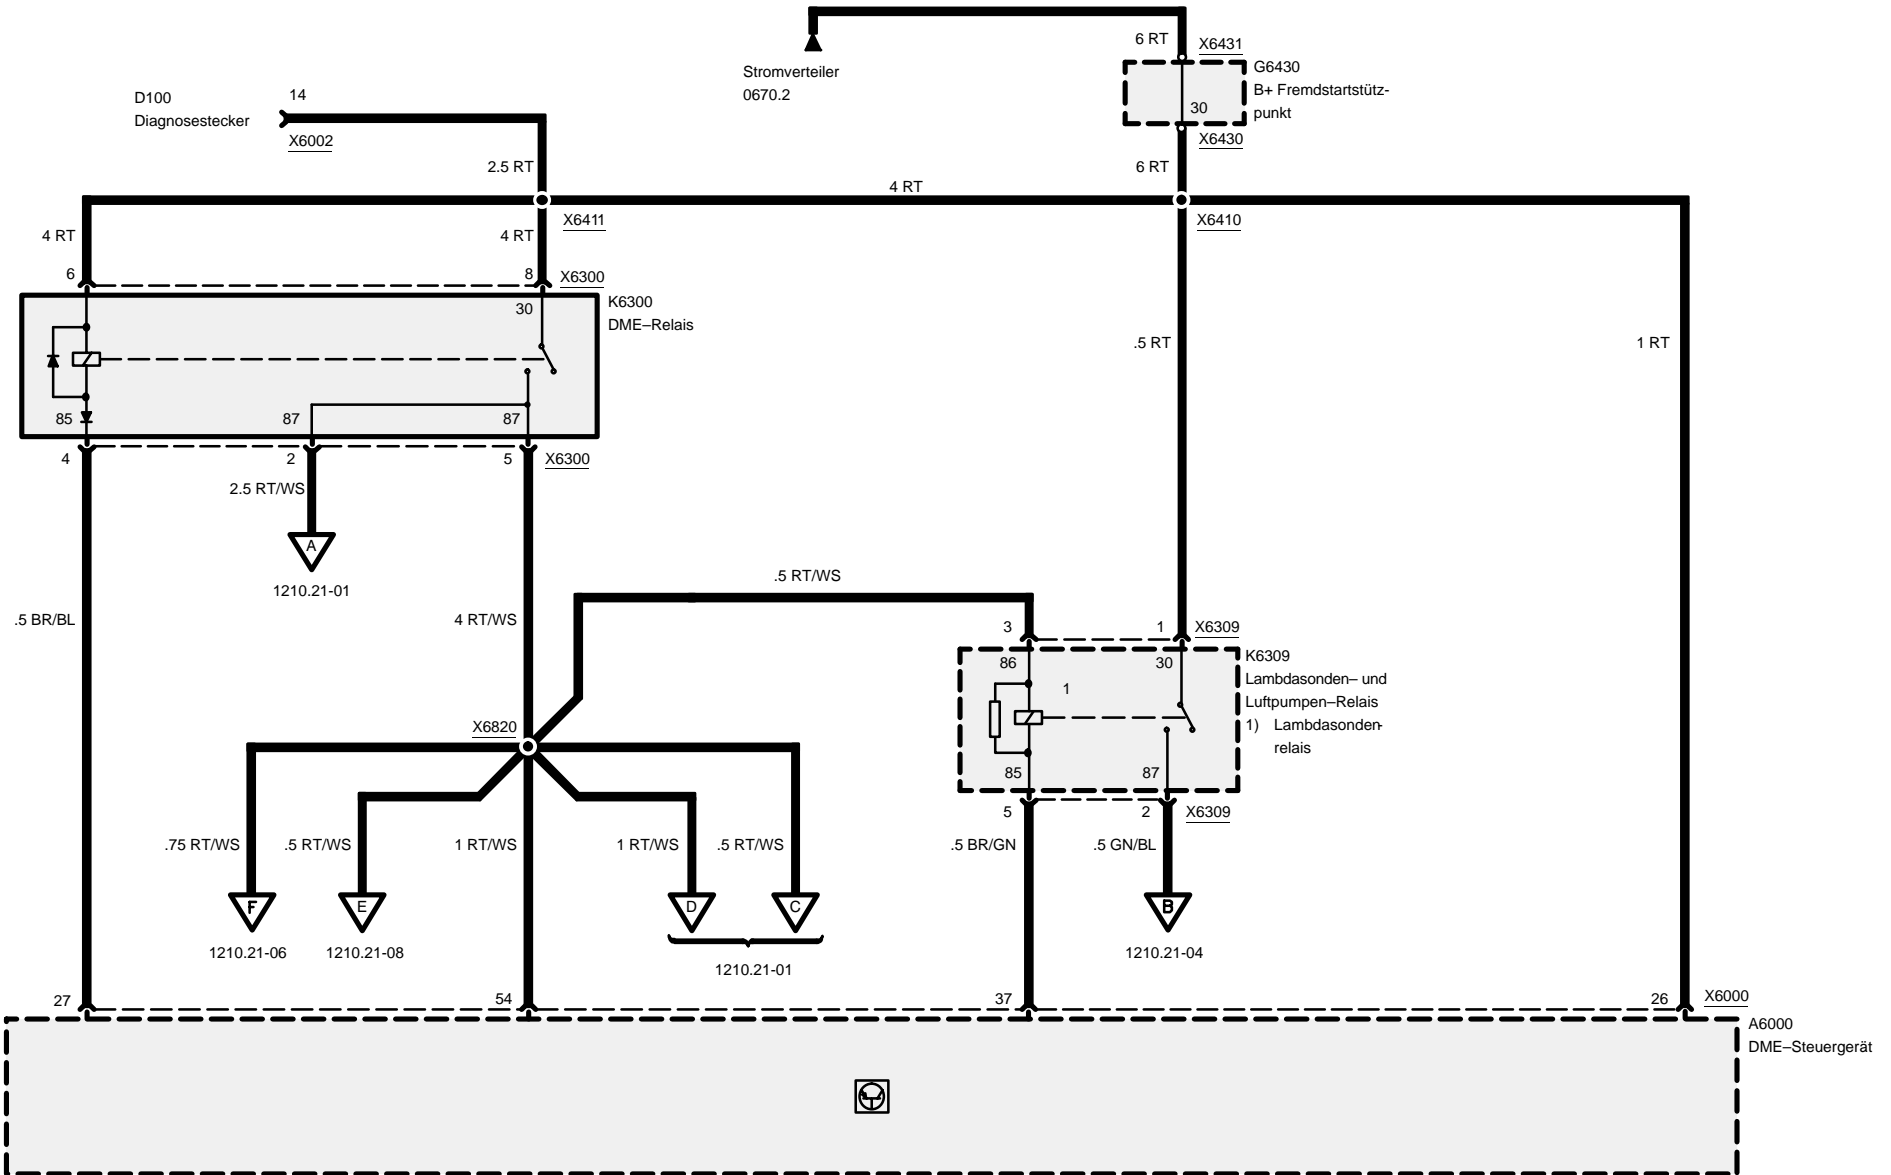 6 RT
X6431
G6430
B+ Fremdstartstütz-
punkt
30
X6430
Stromverteiler
0670.2
D100
Diagnosestecker
14
X6002
2.5 RT
6 RT
4 RT
X6411
X6410
4 RT
4 RT
6
8
X6300
K6300
DME–Relais
30
.5 RT
1 RT
85
87
87
4
2
5
X6300
2.5 RT/WS
A
1210.21-01
.5 RT/WS
.5 BR/BL
4 RT/WS
3
1
X6309
K6309
Lambdasonden– und
Luftpumpen–Relais
1) Lambdasonden-
relais
86
30
1
85
87
X6820
5
2
X6309
.75 RT/WS
.5 RT/WS
1 RT/WS
1 RT/WS
.5 RT/WS
.5 BR/GN
.5 GN/BL
F
E
D
C
B
1210.21-06
1210.21-08
1210.21-01
1210.21-04
27
54
37
26
X6000
A6000
DME–Steuergerät